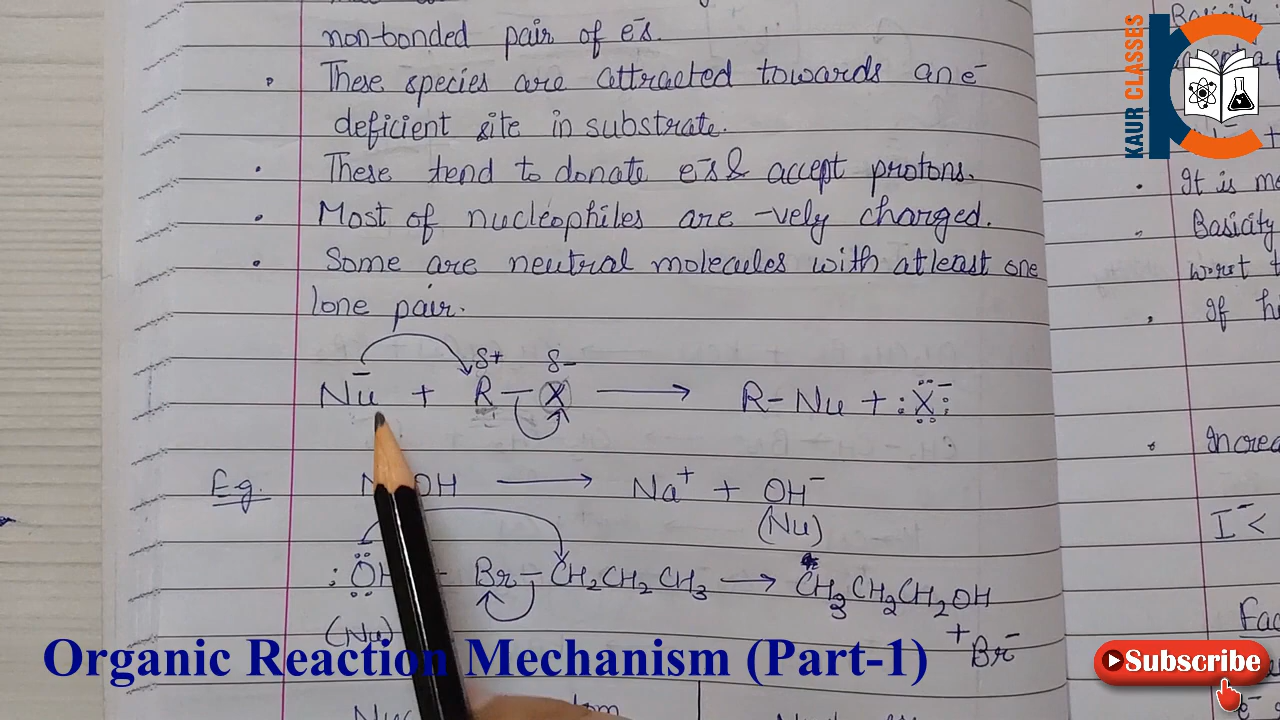 non-bonded pair of e⁻s.
• These species are attracted towards an e⁻
deficient site in substrate.
• These tend to donate e⁻s & accept protons.
• Most of nucleophiles are -vely charged.
• Some are neutral molecules with atleast one
lone pair.
δ+ δ-
N̄u + R - X ⟶ R - Nu + :Ẍ:⁻
Eg. OH ⟶ Na⁺ + OH⁻
(Nu)
:ÖH Br - CH₂CH₂CH₃ ⟶ CH₃CH₂CH₂OH
(Nu) + Br⁻
Basicity
It is
Basicity
If
I⁻ <
KAUR CLASSES
Organic Reaction Mechanism (Part-1)
Subscribe